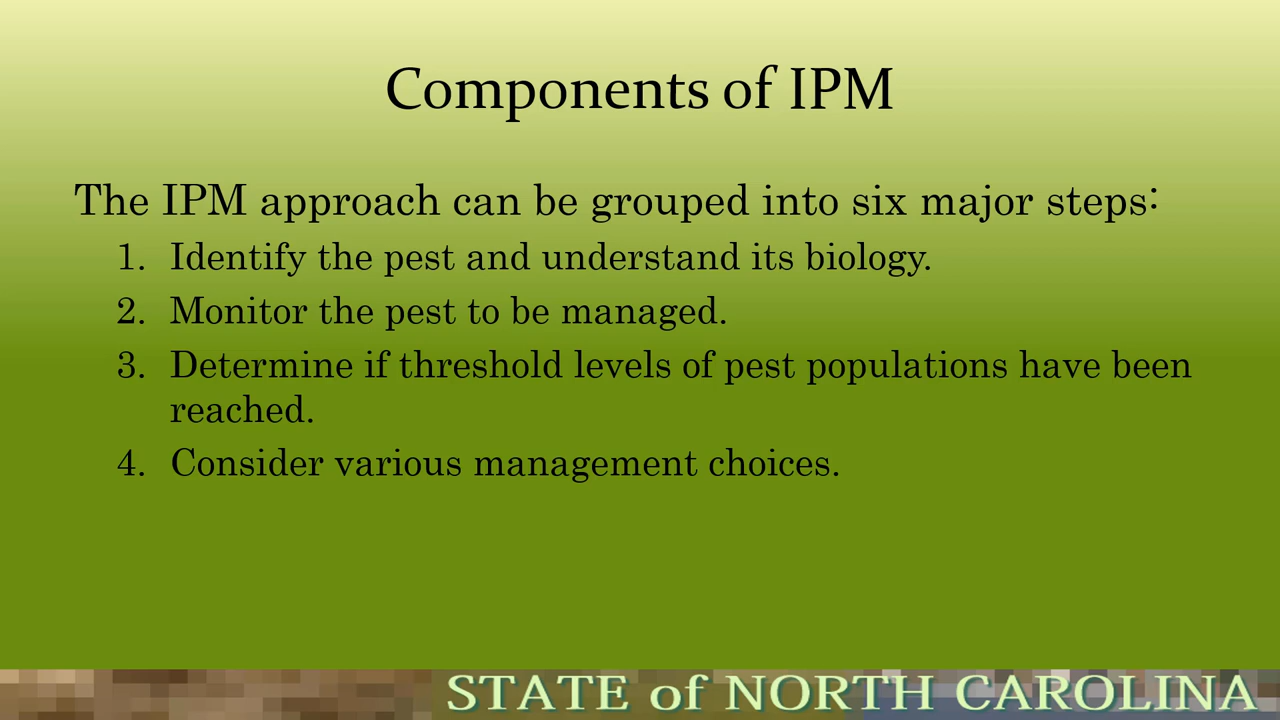 Components of IPM
The IPM approach can be grouped into six major steps:
1. Identify the pest and understand its biology.
2. Monitor the pest to be managed.
3. Determine if threshold levels of pest populations have been
reached.
4. Consider various management choices.
STATE of NORTH CAROLINA